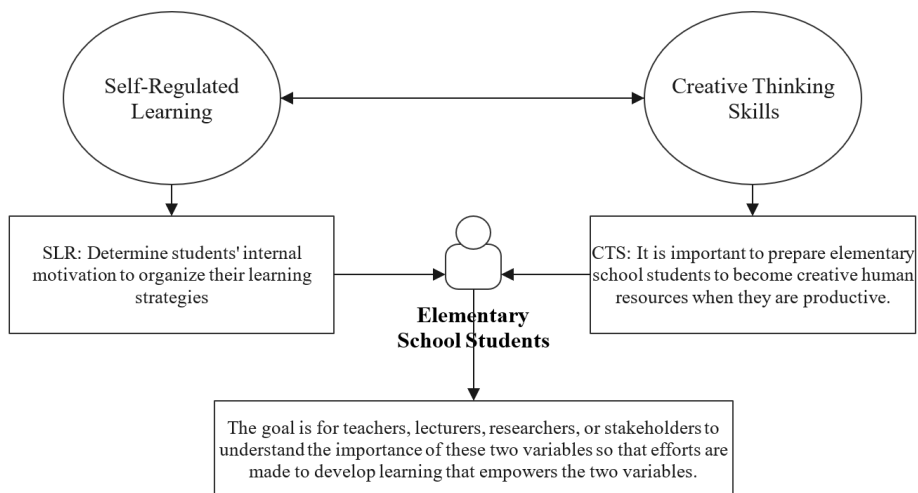 Self-Regulated
Learning
Creative Thinking
Skills
SLR: Determine students' internal
motivation to organize their learning
strategies
CTS: It is important to prepare elementary
school students to become creative human
resources when they are productive.
Elementary
School Students
The goal is for teachers, lecturers, researchers, or stakeholders to
understand the importance of these two variables so that efforts are
made to develop learning that empowers the two variables.